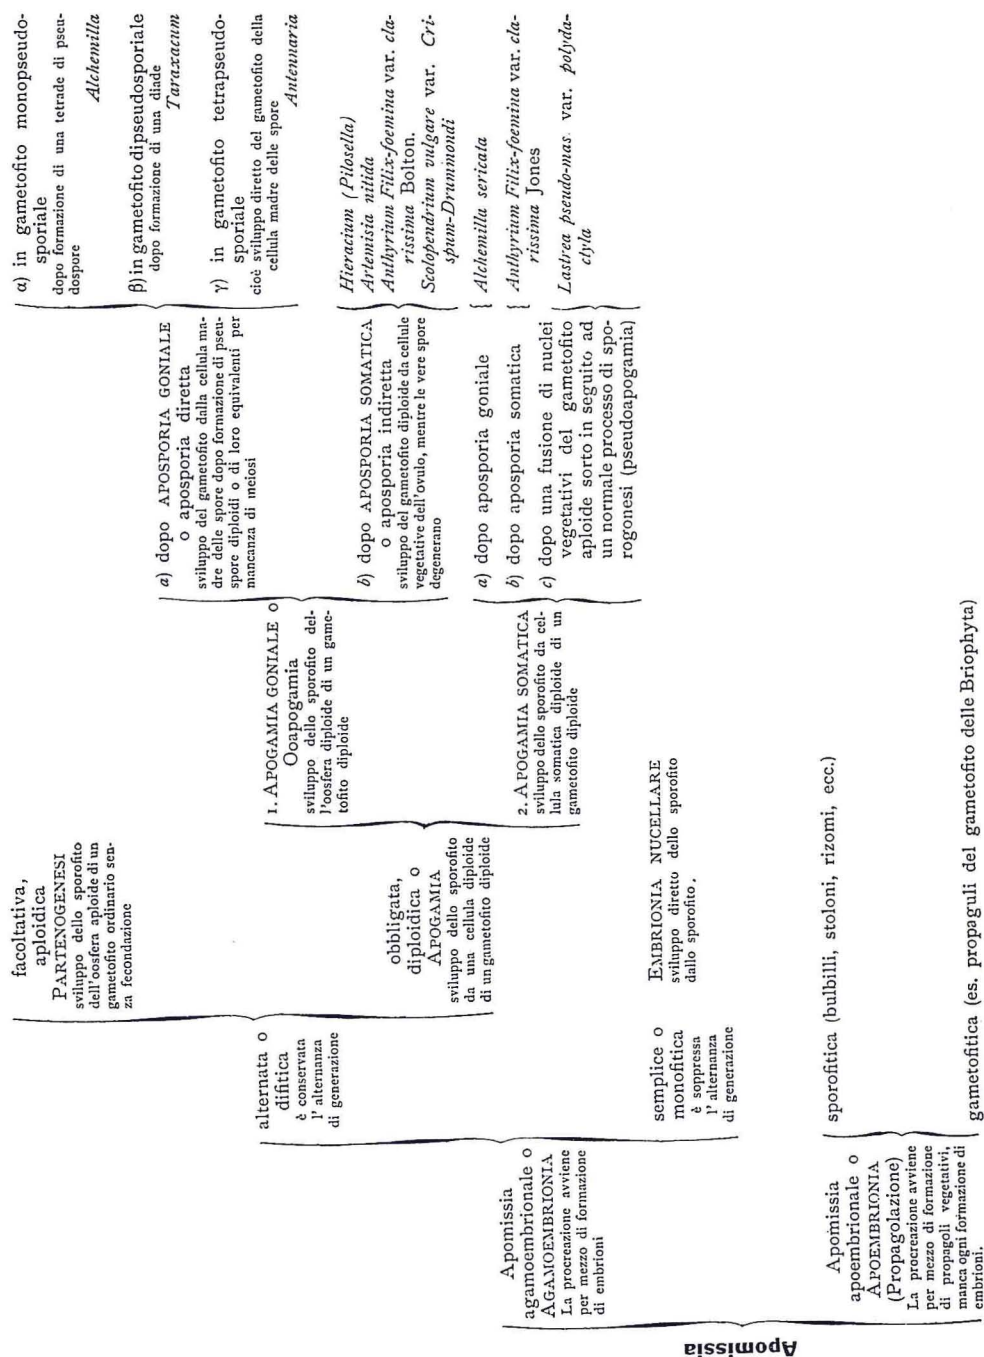 Apomissia
Apomissia
agamoembrionale o
AGAMOEMBRIONIA
La procreazione avviene
per mezzo di formazione
di embrioni
alternata o
difitica
è conservata
l' alternanza
di generazione
facoltativa,
aploidica
PARTENOGENESI
sviluppo dello sporofito
dell'oosfera aploide di un
gametofito ordinario sen-
za fecondazione
obbligata,
diploidica o
APOGAMIA
sviluppo dello sporofito
da una cellula diploide
di un gametofito diploide
1. APOGAMIA GONIALE o
Ooapogamia
sviluppo dello sporofito del-
l'oosfera diploide di un game-
tofito diploide
a) dopo APOSPORIA GONIALE
o aposporia diretta
sviluppo del gametofito dalla cellula ma-
dre delle spore dopo formazione di pseu-
spore diploidi o di loro equivalenti per
mancanza di meiosi
α) in gametofito monopseudo-
sporiale
dopo formazione di una tetrade di pseu-
dospore
Alchemilla
β) in gametofito dipseudosporiale
dopo formazione di una diade
Taraxacum
γ) in gametofito tetrapseudo-
sporiale
cioè sviluppo diretto del gametofito della
cellula madre delle spore
Antennaria
b) dopo APOSPORIA SOMATICA
o aposporia indiretta
sviluppo del gametofito diploide da cellule
vegetative dell'ovulo, mentre le vere spore
degenerano
Hieracium (Pilosella)
Artemisia nitida
Anthyrium Filix-foemina var. cla-
rissima Bolton.
Scolopendrium vulgare var. Cri-
spum-Drummondi
2. APOGAMIA SOMATICA
sviluppo dello sporofito da cel-
lula somatica diploide di un
gametofito diploide
a) dopo aposporia goniale
Alchemilla sericata
b) dopo aposporia somatica
Anthyrium Filix-foemina var. cla-
rissima Jones
c) dopo una fusione di nuclei
vegetativi del gametofito
aploide sorto in seguito ad
un normale processo di spo-
rogonesi (pseudoapogamia)
Lastrea pseudo-mas. var. polyda-
ctyla
semplice o
monofitica
è soppressa
l' alternanza
di generazione
EMBRIONIA NUCELLARE
sviluppo diretto dello sporofito
dallo sporofito.
Apomissia
apoembrionale o
APOEMBRIONIA
(Propagolazione)
La procreazione avviene
per mezzo di formazione
di propagoli vegetativi,
manca ogni formazione di
embrioni.
sporofitica (bulbilli, stoloni, rizomi, ecc.)
gametofitica (es. propaguli del gametofito delle Briophyta)